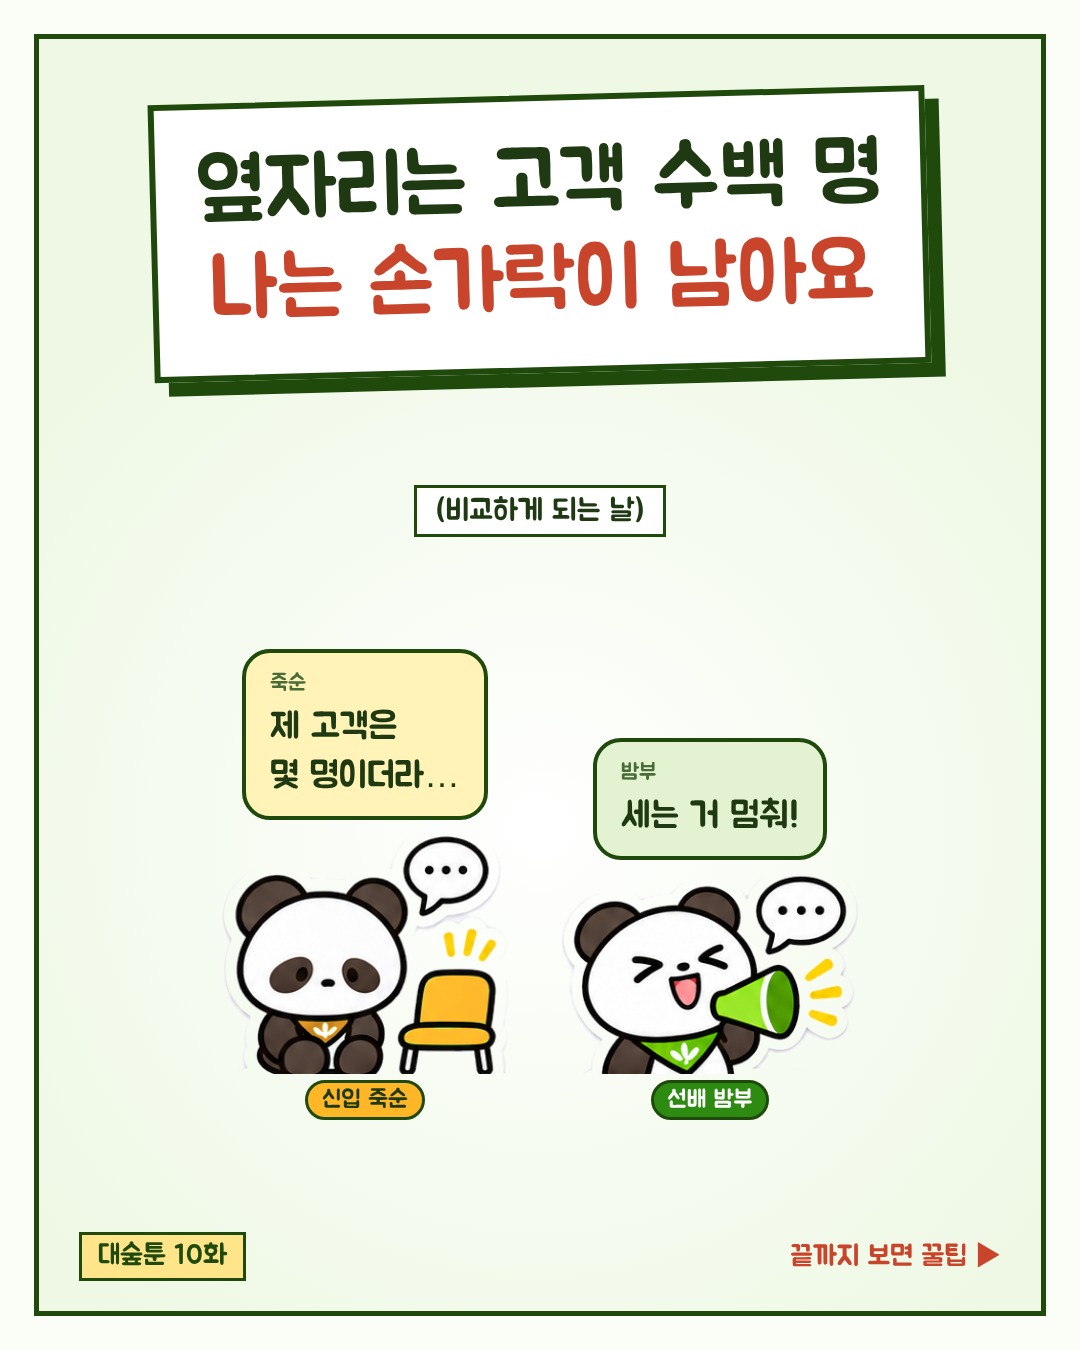 옆자리는 고객 수백 명
나는 손가락이 남아요
(비교하게 되는 날)
죽순
제 고객은
몇 명이더라...
밤부
세는 거 멈춰!
신입 죽순
선배 밤부
대숲툰 10화
끝까지 보면 꿀팁 ▶